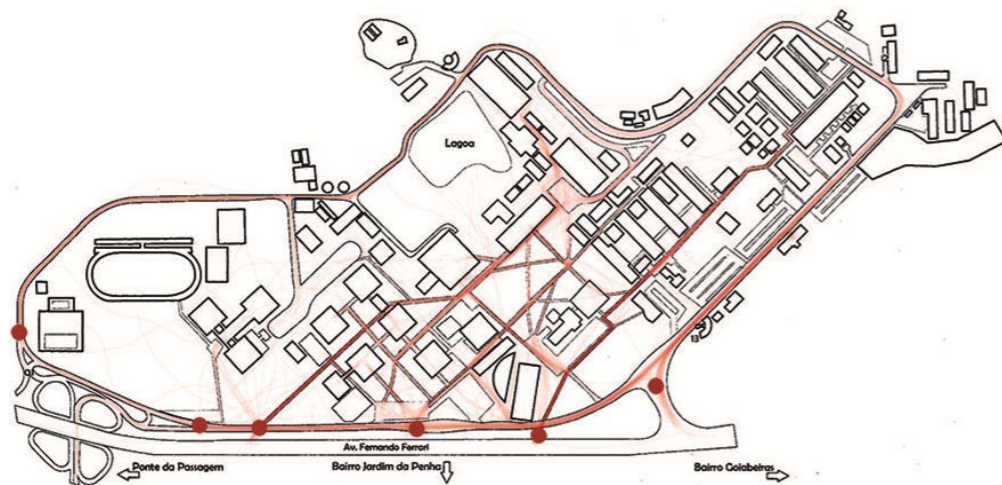 Lagoa
13
Av. Fernando Ferrari
Ponte da Passagem
Bairro Jardim da Penha
Bairro Goiabeiras